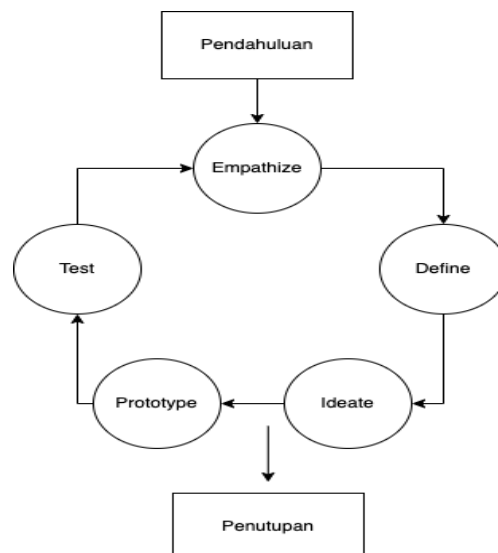 Pendahuluan
Empathize
Test
Define
Prototype
Ideate
Penutupan